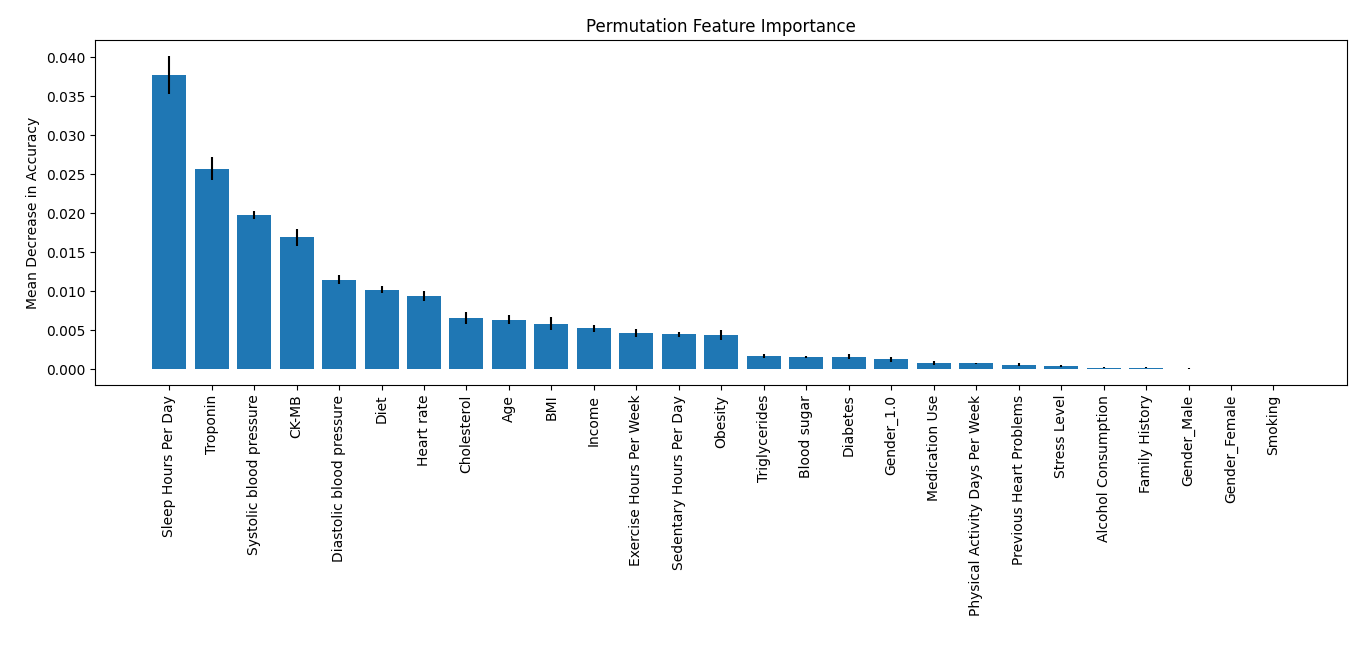 Permutation Feature Importance
Mean Decrease in Accuracy
0.040
0.035
0.030
0.025
0.020
0.015
0.010
0.005
0.000
Sleep Hours Per Day
Troponin
Systolic blood pressure
CK-MB
Diastolic blood pressure
Diet
Heart rate
Cholesterol
Age
BMI
Income
Exercise Hours Per Week
Sedentary Hours Per Day
Obesity
Triglycerides
Blood sugar
Diabetes
Gender_1.0
Medication Use
Physical Activity Days Per Week
Previous Heart Problems
Stress Level
Alcohol Consumption
Family History
Gender_Male
Gender_Female
Smoking